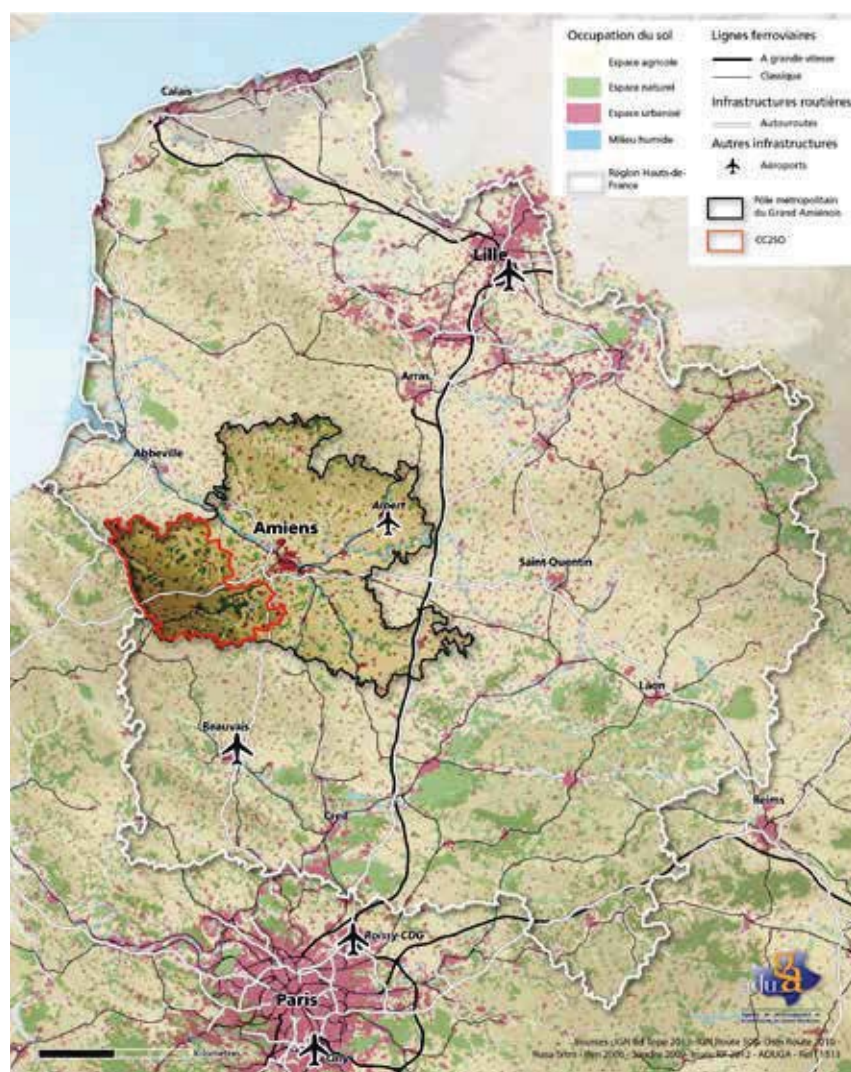 Occupation du sol
Espace agricole
Espace naturel
Espace urbanisé
Milieu humide
Région Hauts-de-
France
Lignes ferroviaires
A grande vitesse
Classique
Infrastructures routières
Autouroutes
Autres infrastructures
Aéroports
Pôle métropolitain
du Grand Amiénois
CC2SO
Calais
Lille
Arras
Abbeville
Albert
Amiens
Saint-Quentin
Laon
Beauvais
Creil
Reims
Roissy-CDG
Paris
Orly
duga
Kilomètres